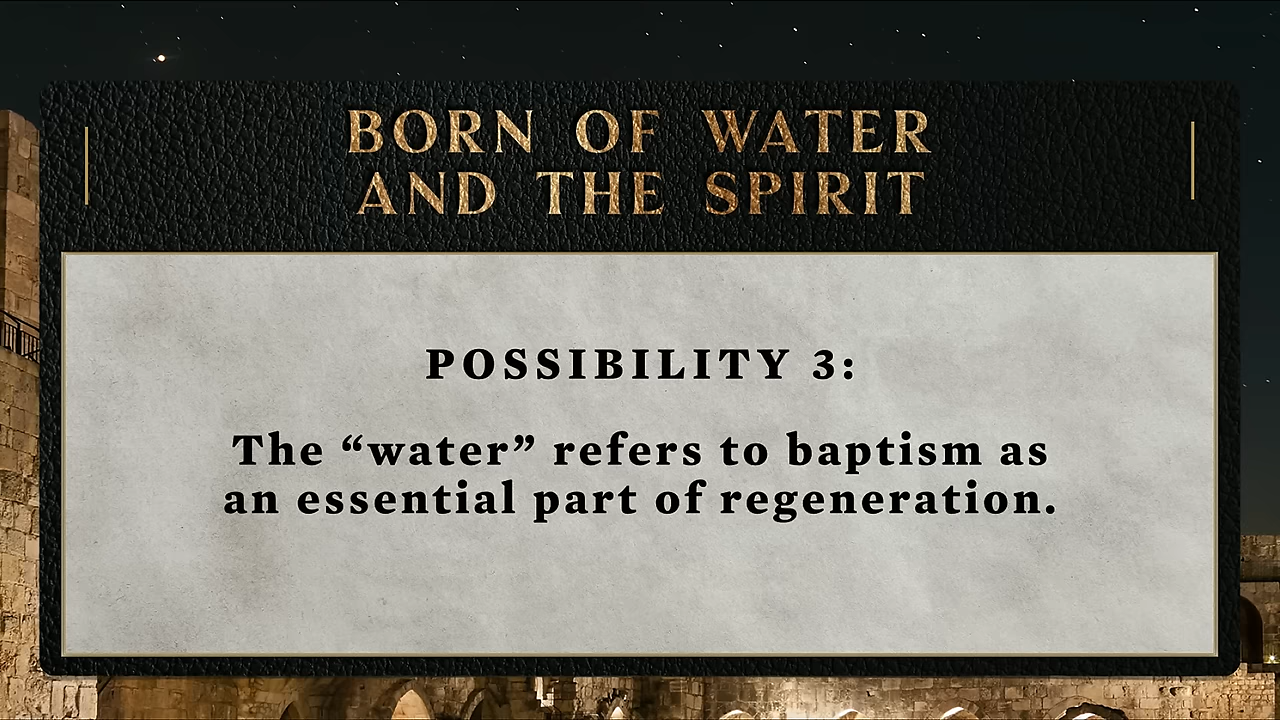 BORN OF WATER
AND THE SPIRIT
POSSIBILITY 3:
The “water” refers to baptism as
an essential part of regeneration.